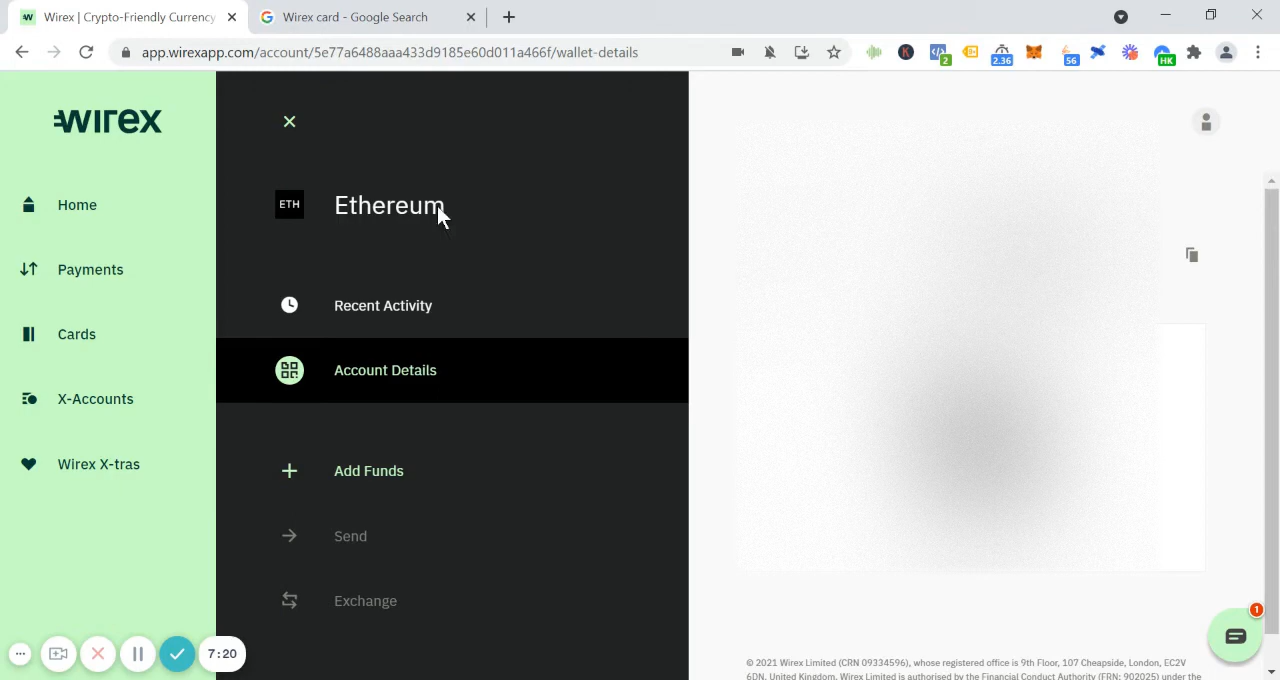 Wirex | Crypto-Friendly Currency
Wirex card - Google Search
app.wirexapp.com/account/5e77a6488aaa433d9185e60d011a466f/wallet-details
2
2.36
56
HK
wirex
Home
Payments
Cards
X-Accounts
Wirex X-tras
ETH
Ethereum
Recent Activity
Account Details
Add Funds
Send
Exchange
7:20
1
© 2021 Wirex Limited (CRN 09334596), whose registered office is 9th Floor, 107 Cheapside, London, EC2V
6DN, United Kingdom. Wirex Limited is authorised by the Financial Conduct Authority (FRN: 902025) under the